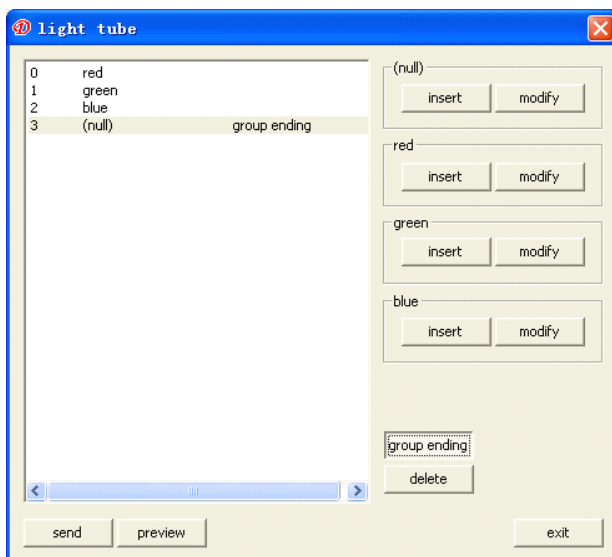 light tube
0 red
1 green
2 blue
3 (null) group ending
(null)
insert modify
red
insert modify
green
insert modify
blue
insert modify
group ending
delete
send preview exit